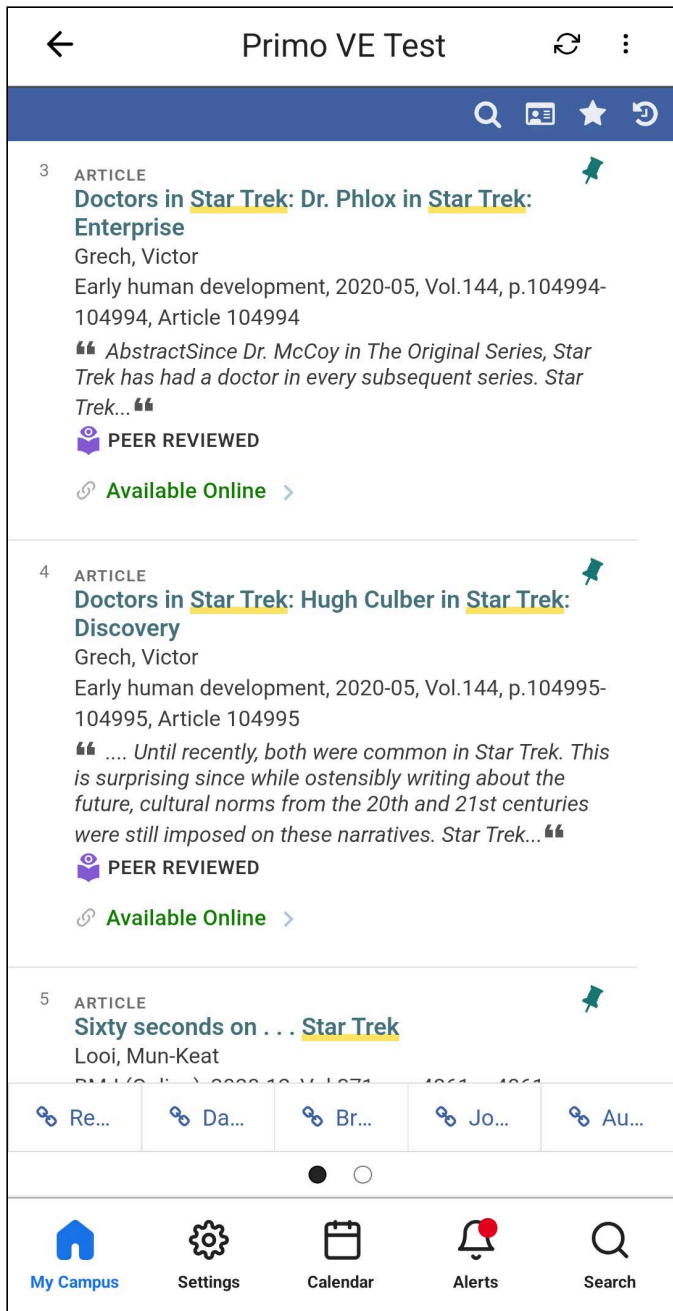 Primo VE Test
3 ARTICLE
Doctors in Star Trek: Dr. Phlox in Star Trek:
Enterprise
Grech, Victor
Early human development, 2020-05, Vol.144, p.104994-
104994, Article 104994
❝ AbstractSince Dr. McCoy in The Original Series, Star
Trek has had a doctor in every subsequent series. Star
Trek...❝
PEER REVIEWED
Available Online
4 ARTICLE
Doctors in Star Trek: Hugh Culber in Star Trek:
Discovery
Grech, Victor
Early human development, 2020-05, Vol.144, p.104995-
104995, Article 104995
❝ .... Until recently, both were common in Star Trek. This
is surprising since while ostensibly writing about the
future, cultural norms from the 20th and 21st centuries
were still imposed on these narratives. Star Trek...❝
PEER REVIEWED
Available Online
5 ARTICLE
Sixty seconds on . . . Star Trek
Looi, Mun-Keat
Re... Da... Br... Jo... Au...
My Campus Settings Calendar Alerts Search